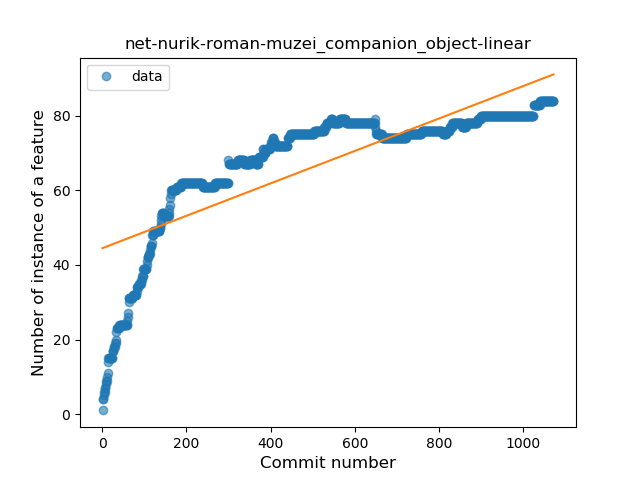 net-nurik-roman-muzei_companion_object-linear
data
Number of instance of a feature
80
60
40
20
0
0 200 400 600 800 1000
Commit number